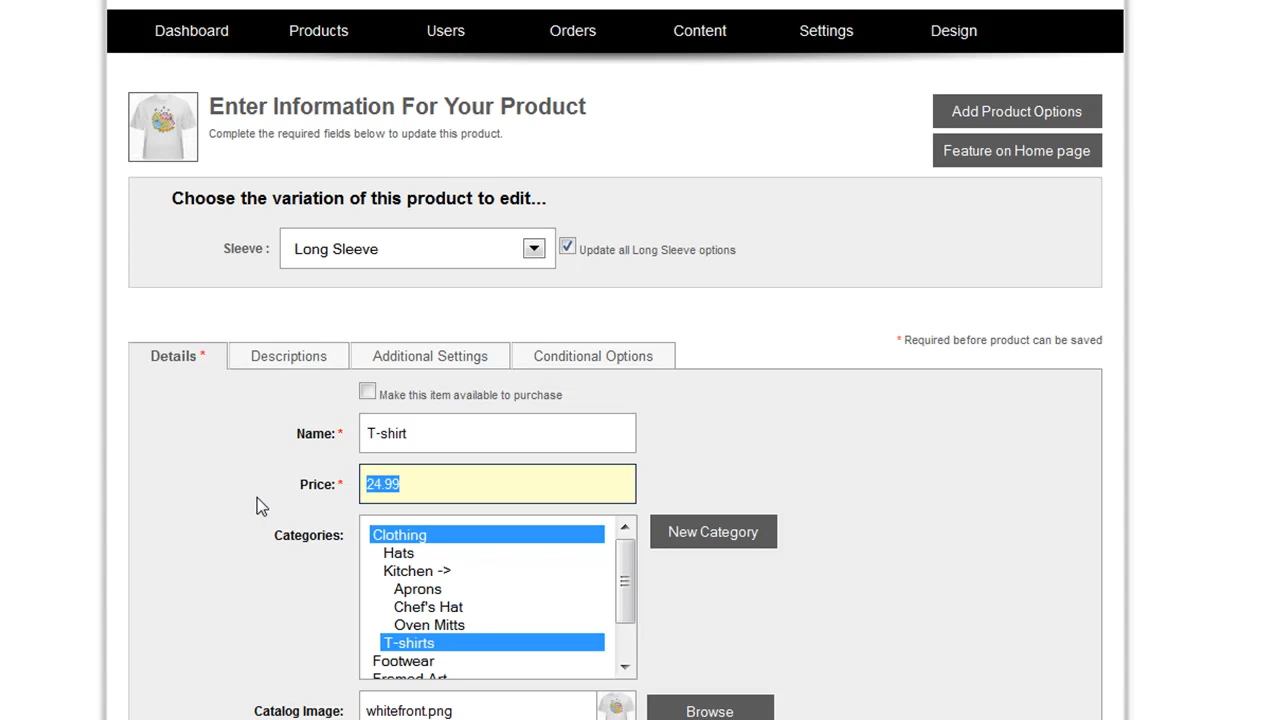 Dashboard Products Users Orders Content Settings Design
Enter Information For Your Product
Complete the required fields below to update this product.
Add Product Options
Feature on Home page
Choose the variation of this product to edit...
Sleeve : Long Sleeve Update all Long Sleeve options
* Required before product can be saved
Details * Descriptions Additional Settings Conditional Options
Make this item available to purchase
Name: * T-shirt
Price: * 24.99
Categories: Clothing New Category
Hats
Kitchen ->
Aprons
Chef's Hat
Oven Mitts
T-shirts
Footwear
Framed Art
Catalog Image: whitefront.png Browse